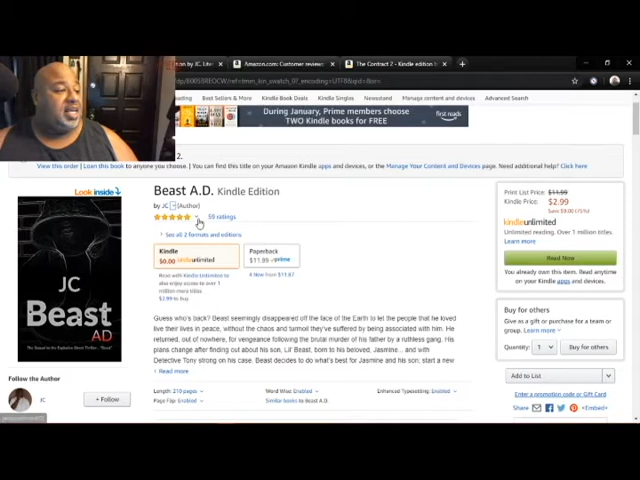 ion by JC. Lite
Amazon.com: Customer reviews
The Contract 2 - Kindle edition b
Best Sellers & More
Kindle Book Deals
Kindle Singles
Newsstand
Manage content and devices
Advanced Search
During January, Prime members choose
TWO Kindle books for FREE
first reads
2.
View this order | Loan this book to anyone you choose. | You can find this title on your Amazon Kindle apps and devices, or the Manage Your Content and Devices page. Need additional help? Click here
Look inside
JC
Beast
AD
Follow the Author
JC
+ Follow
Beast A.D. Kindle Edition
by JC (Author)
59 ratings
See all 2 formats and editions
Kindle
$0.00 kindleunlimited
Paperback
$11.99 prime
Read with Kindle Unlimited to
also enjoy access to over 1
million more titles
$2.99 to buy
4 New from $11.87
Guess who's back? Beast seemingly disappeared off the face of the Earth to let the people that he loved
live their lives in peace, without the chaos and turmoil they've suffered by being associated with him. He
returned, out of nowhere, for vengeance following the brutal murder of his father by a ruthless gang. His
plans change after finding out about his son, Lil' Beast, born to his beloved, Jasmine... and with
Detective Tony strong on his case. Beast decides to do what's best for Jasmine and his son; start a new
Read more
Length: 210 pages
Word Wise: Enabled
Enhanced Typesetting: Enabled
Page Flip: Enabled
Similar books to Beast A.D.
Print List Price: $11.99
Kindle Price: $2.99
Save $9.00 (75%)
kindleunlimited
Unlimited reading. Over 1 million titles.
Learn more
Read Now
You already own this item. Read anytime
on your Kindle apps and devices.
Buy for others
Give as a gift or purchase for a team or
group. Learn more
Quantity: 1
Buy for others
Add to List
Enter a promotion code or Gift Card
Share
<Embed>